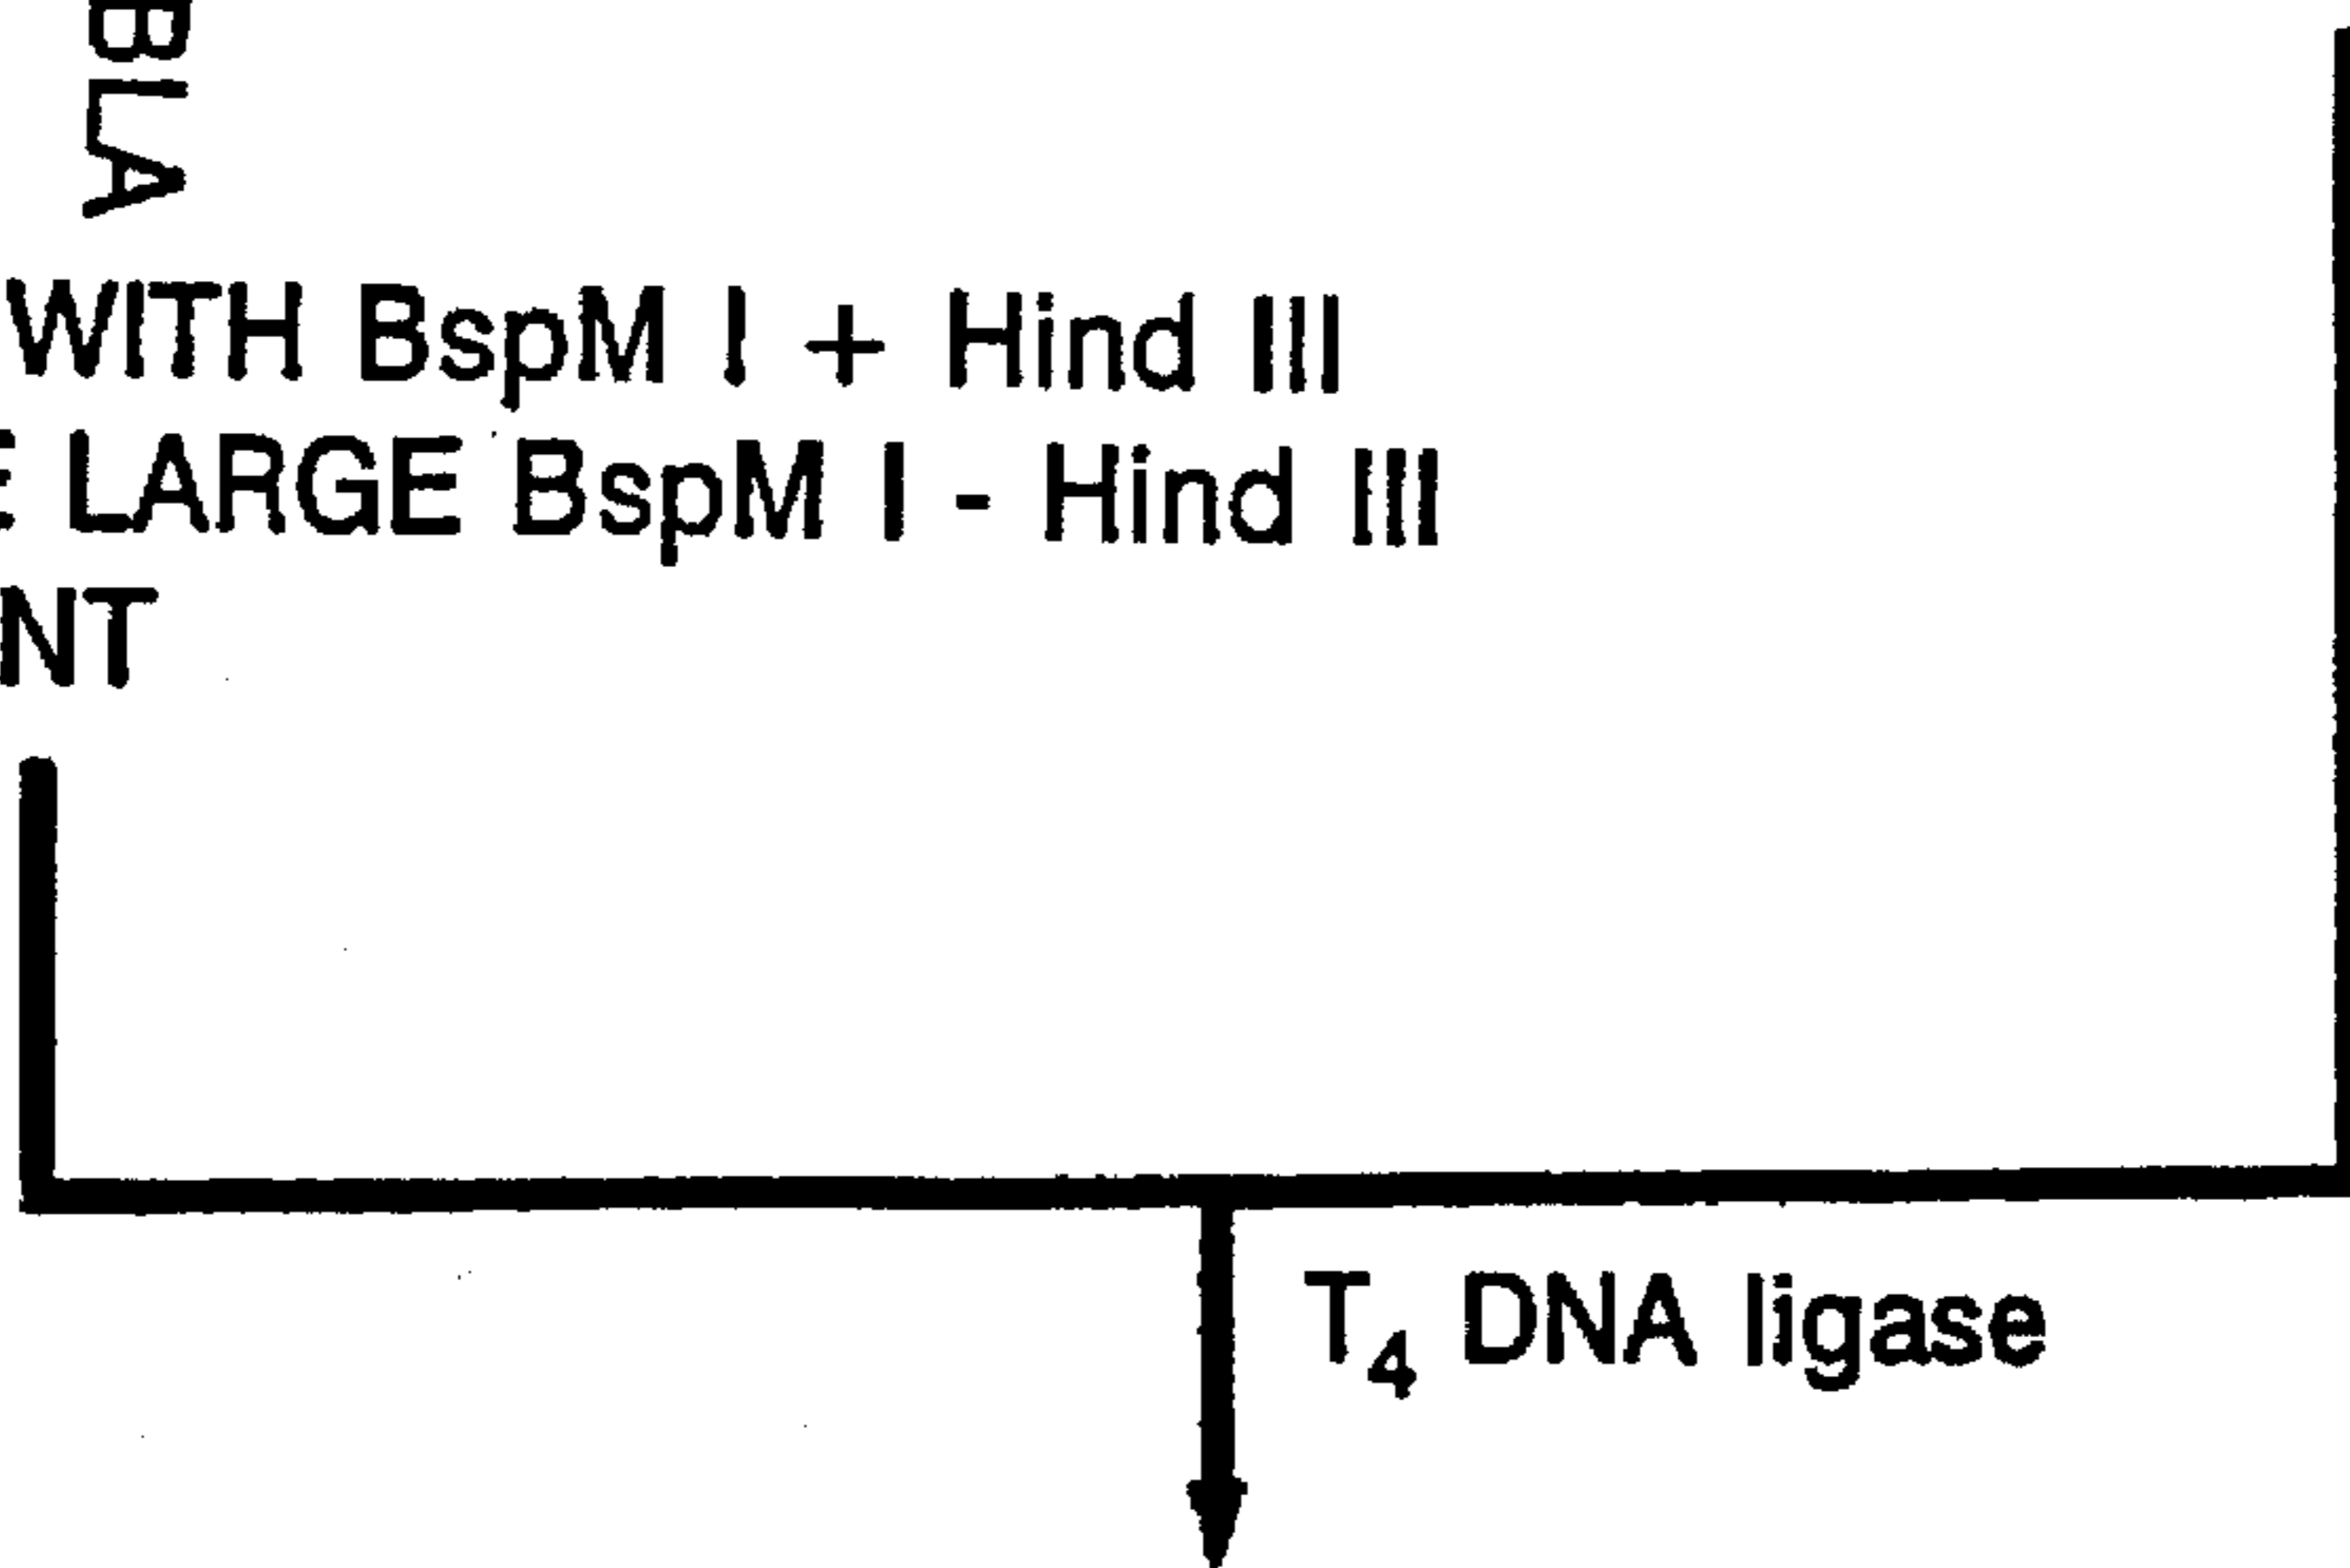 BLA
WITH BspM I + Hind III
LARGE BspM I - Hind III
NT
T₄ DNA ligase